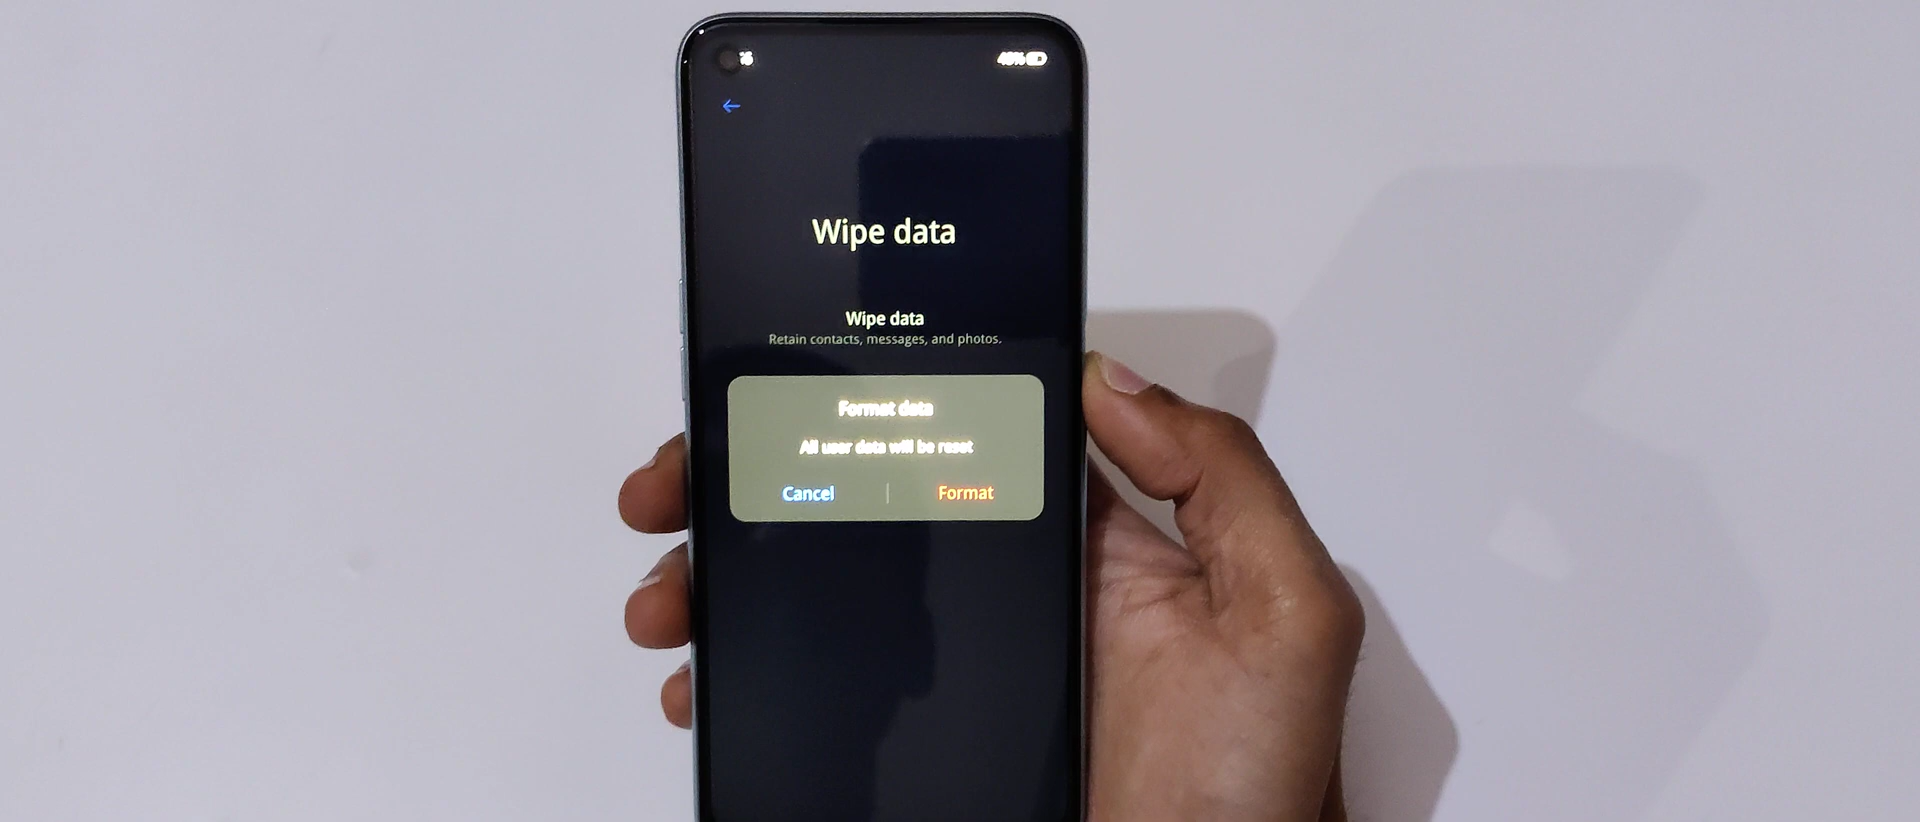 Wipe data
Wipe data
Retain contacts, messages, and photos.
Format data
All user data will be reset
Cancel | Format